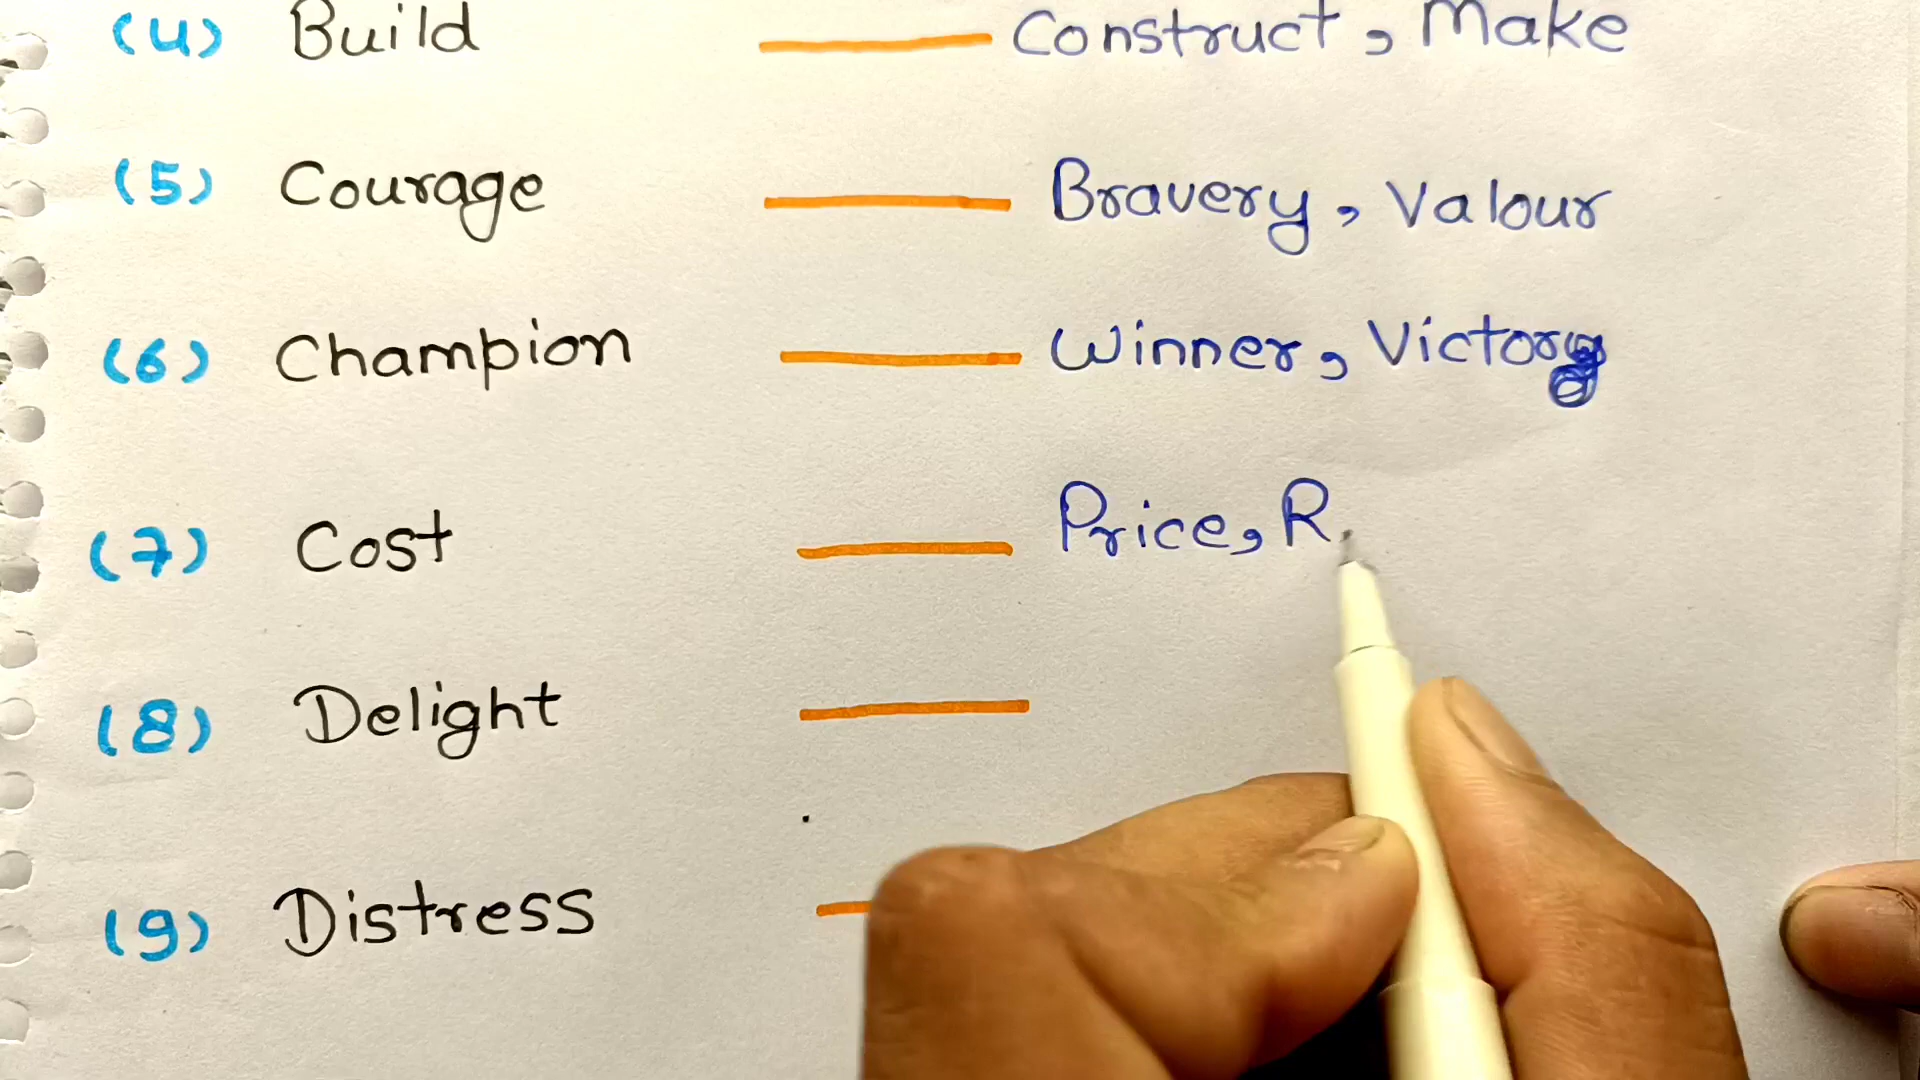 (4) Build — Construct, Make
(5) Courage — Bravery, Valour
(6) Champion — Winner, Victory
(7) Cost — Price, R
(8) Delight —
(9) Distress —